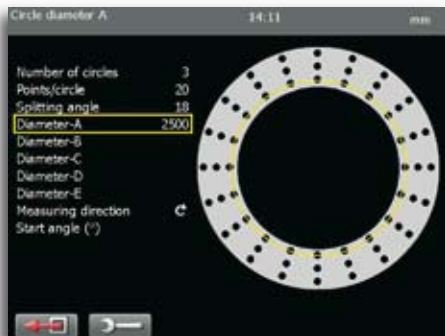 Circle diameter A 14:11 mm
Number of circles 3
Points/circle 20
Splitting angle 18
Diameter-A 2500
Diameter-B
Diameter-C
Diameter-D
Diameter-E
Measuring direction
Start angle (°)